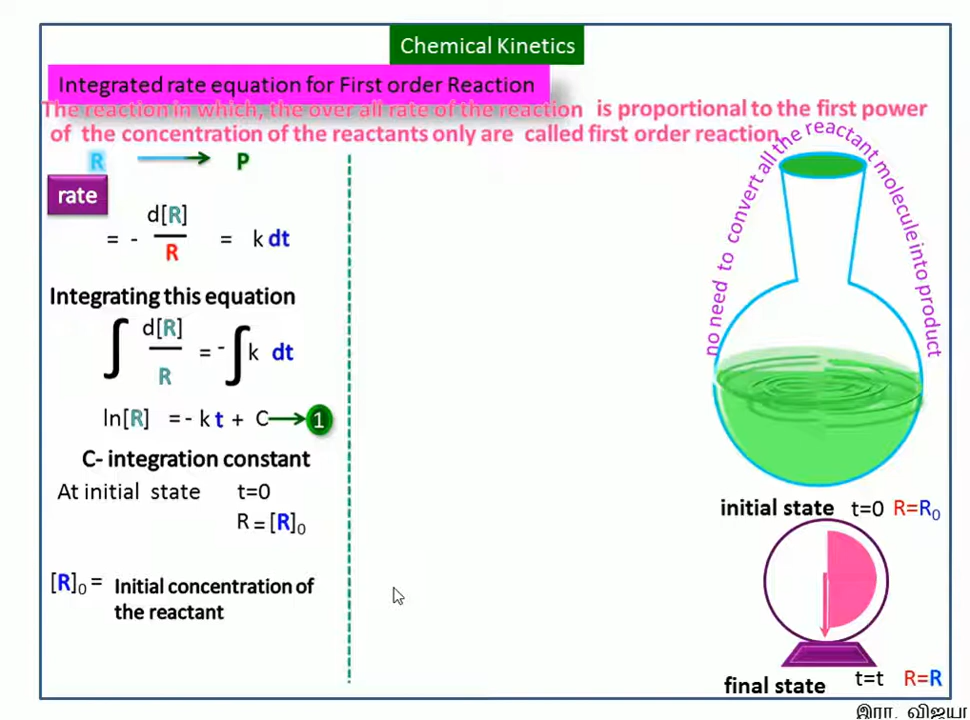 Chemical Kinetics
Integrated rate equation for First order Reaction
The reaction in which, the over all rate of the reaction is proportional to the first power
of the concentration of the reactants only are called first order reaction.
R P
rate
= - d[R]/R = k dt
Integrating this equation
∫ d[R]/R = - ∫ k dt
ln[R] = - k t + C → 1
C- integration constant
At initial state t=0
R = [R]₀
[R]₀ = Initial concentration of
the reactant
no need to convert all the reactant molecule into product
initial state t=0 R=R₀
final state t=t R=R
இரா. விஜயா